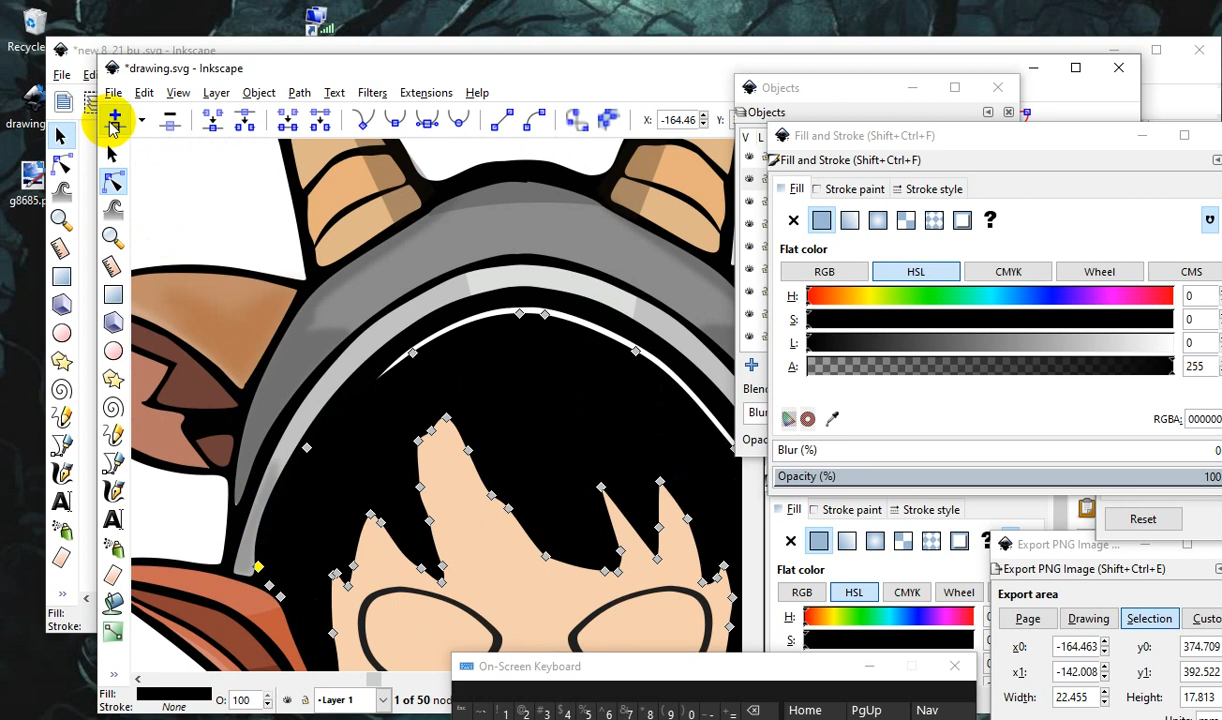 Recycle
*new 8_21 bu .svg - Inkscape
*drawing.svg - Inkscape
File
File Edit View Layer Object Path Text Filters Extensions Help
X: -164.46 Y:
drawing
g8685.p
Objects
Objects
V L
Fill and Stroke (Shift+Ctrl+F)
Fill and Stroke (Shift+Ctrl+F)
Fill Stroke paint Stroke style
?
Flat color
RGB HSL CMYK Wheel CMS
H: 0
S: 0
L: 0
A: 255
RGBA: 000000
Blur (%) 0
Opacity (%) 100
Reset
Fill Stroke paint Stroke style
Flat color
RGB HSL CMYK Wheel
H:
S:
Export PNG Image ...
Export PNG Image (Shift+Ctrl+E)
Export area
Page Drawing Selection Custo
x0: -164.463 y0: 374.709
x1: -142.008 y1: 392.522
Width: 22.455 Height: 17.813
Fill:
Stroke:
Fill:
Stroke: None
O: 100
Layer 1
1 of 50 nod
On-Screen Keyboard
Home PgUp Nav